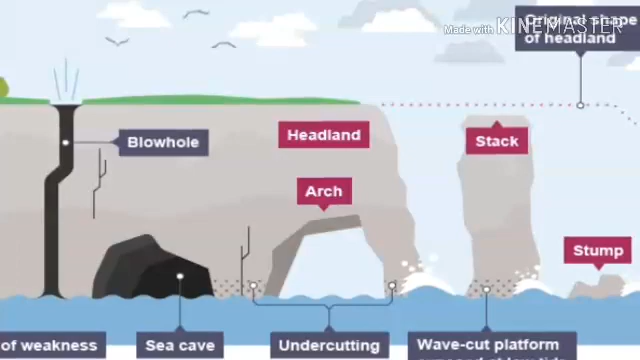 Original shape
of headland
Made with KINEMASTER
Blowhole
Headland
Stack
Arch
Stump
of weakness
Sea cave
Undercutting
Wave-cut platform